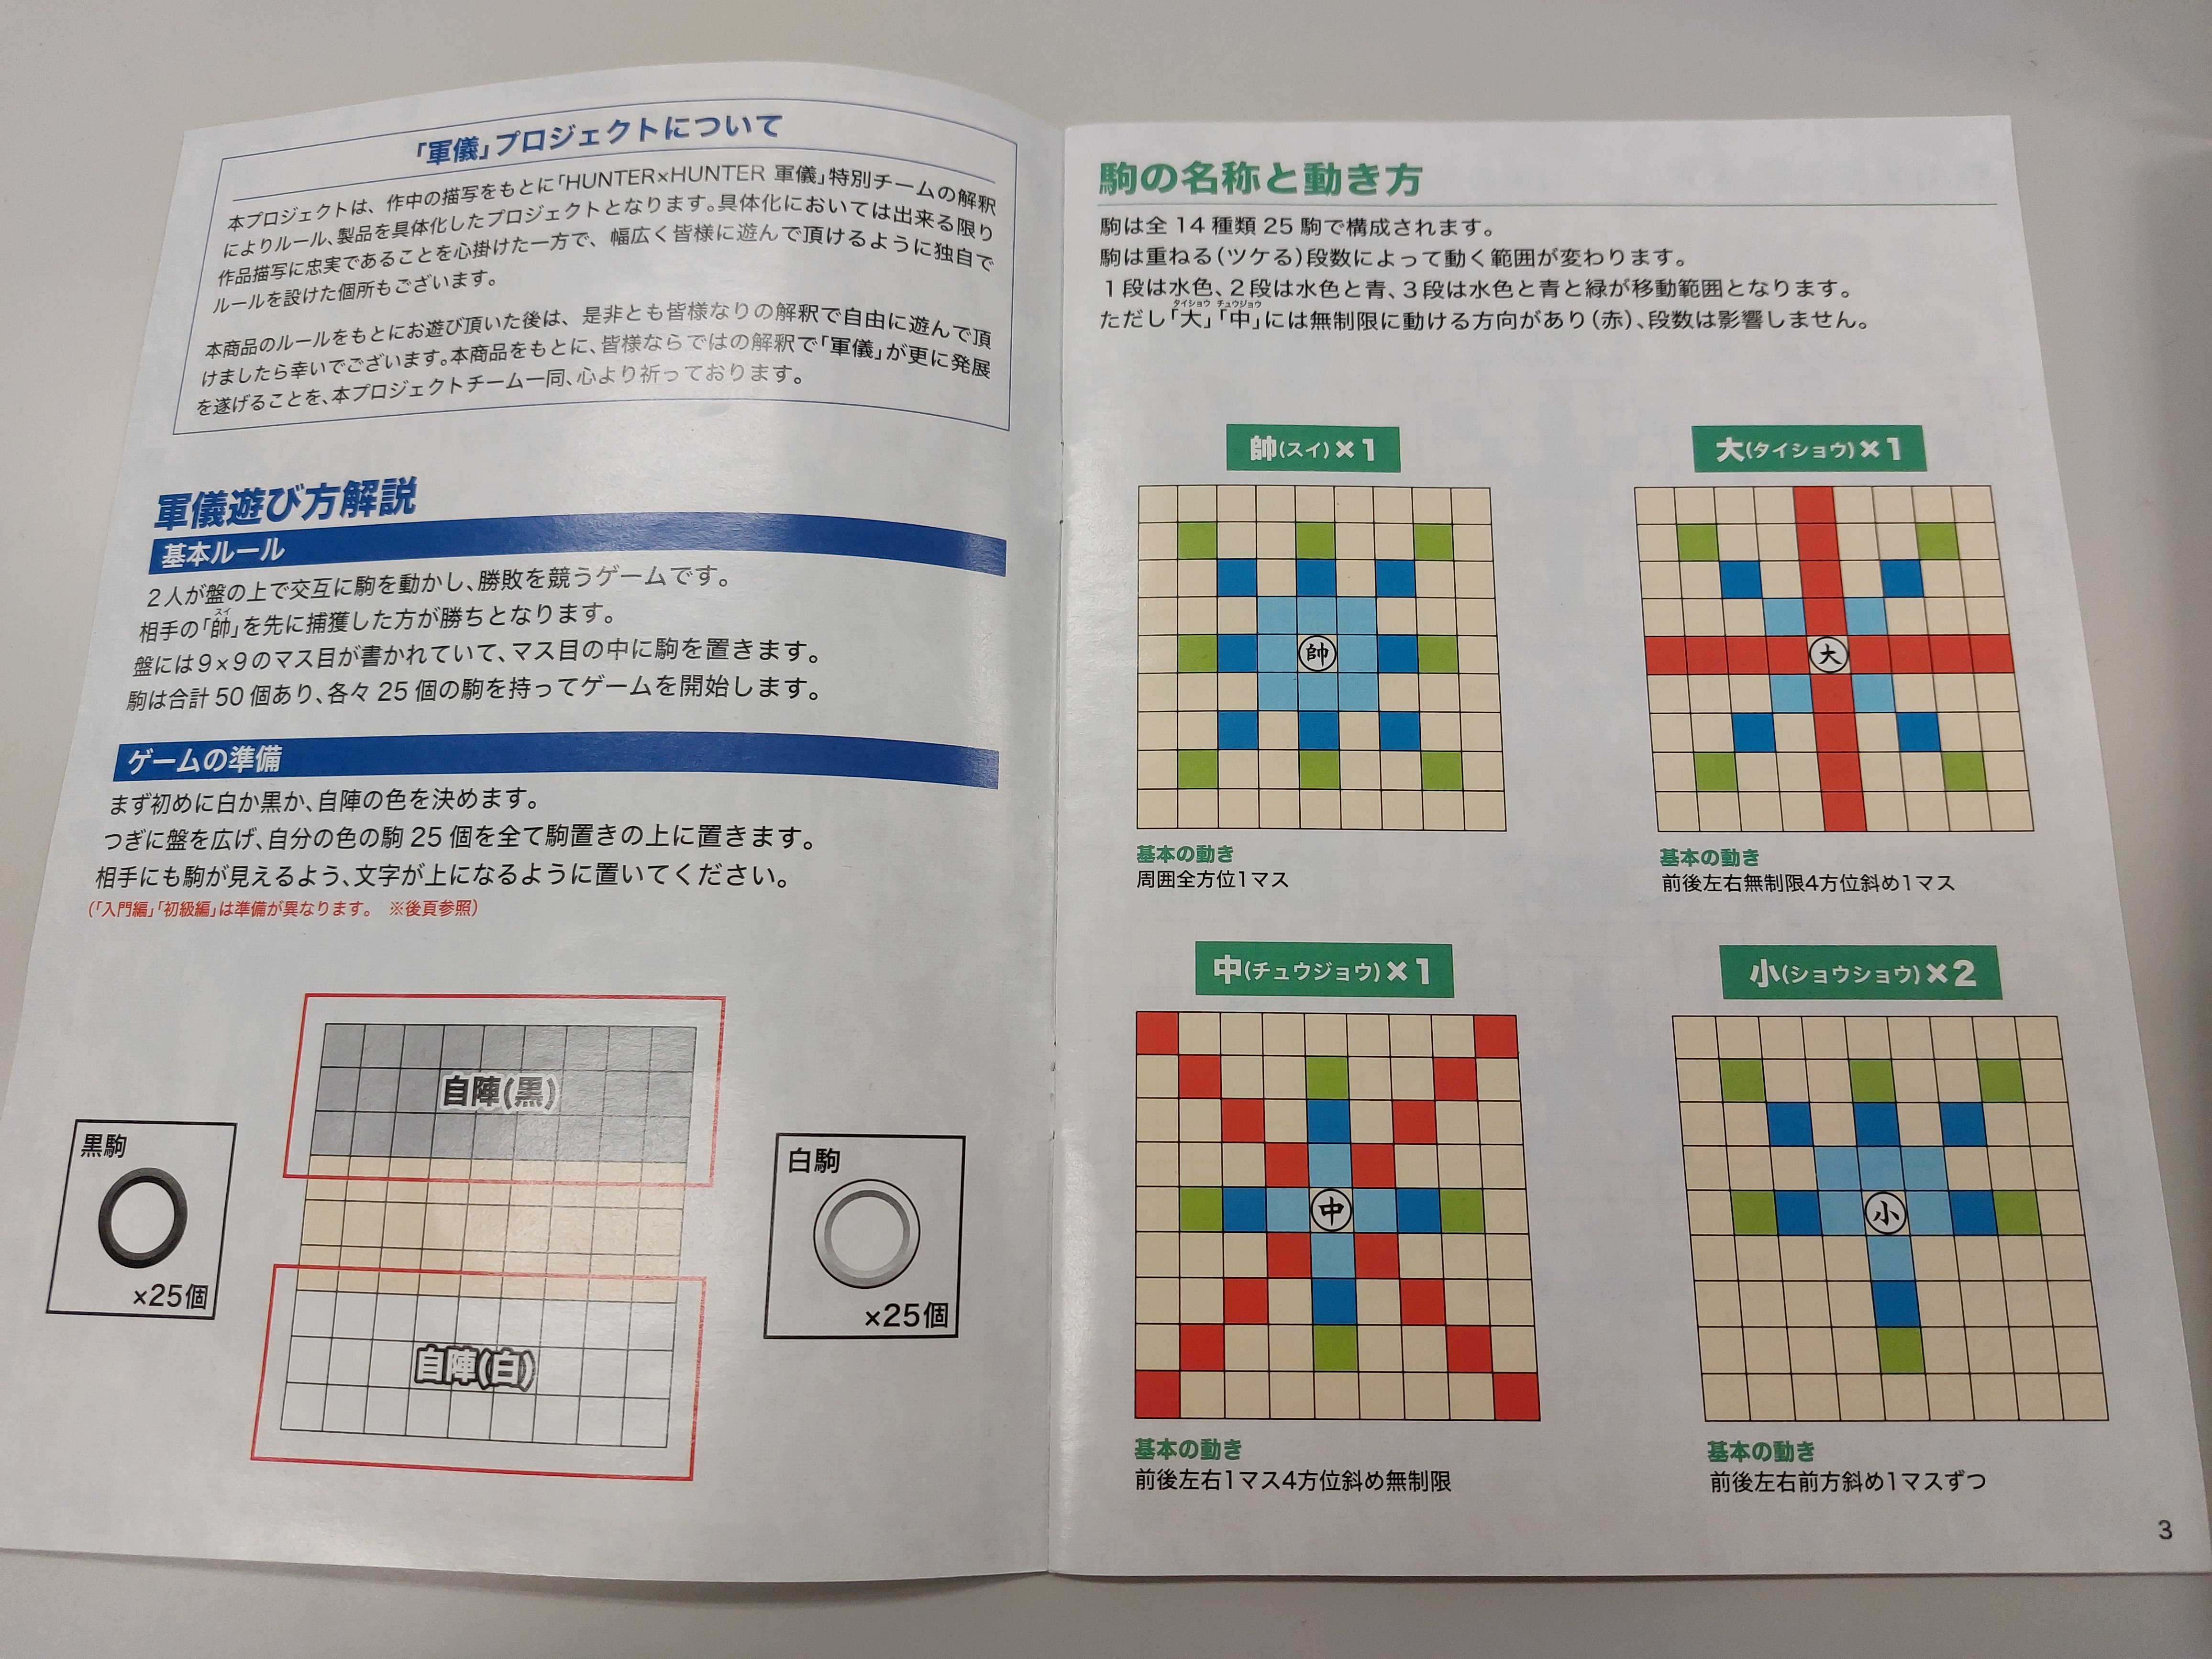 「軍儀」プロジェクトについて
本プロジェクトは、作中の描写をもとに「HUNTER×HUNTER 軍儀」特別チームの解釈
によりルール、製品を具体化したプロジェクトとなります。具体化においては出来る限り
作品描写に忠実であることを心掛けた一方で、幅広く皆様に遊んで頂けるように独自で
ルールを設けた個所もございます。
本商品のルールをもとにお遊び頂いた後は、是非とも皆様なりの解釈で自由に遊んで頂
けましたら幸いでございます。本商品をもとに、皆様ならではの解釈で「軍儀」が更に発展
を遂げることを、本プロジェクトチーム一同、心より祈っております。
軍儀遊び方解説
基本ルール
2人が盤の上で交互に駒を動かし、勝敗を競うゲームです。
スイ
相手の「帥」を先に捕獲した方が勝ちとなります。
盤には9×9のマス目が書かれていて、マス目の中に駒を置きます。
駒は合計 50 個あり、各々 25 個の駒を持ってゲームを開始します。
ゲームの準備
まず初めに白か黒か、自陣の色を決めます。
つぎに盤を広げ、自分の色の駒 25 個を全て駒置きの上に置きます。
相手にも駒が見えるよう、文字が上になるように置いてください。
(「入門編」「初級編」は準備が異なります。 ※後頁参照)
自陣(黒)
黒駒
×25個
白駒
×25個
自陣(白)
駒の名称と動き方
駒は全 14 種類 25 駒で構成されます。
駒は重ねる(ツケる)段数によって動く範囲が変わります。
1段は水色、2段は水色と青、3段は水色と青と緑が移動範囲となります。
タイショウ チュウジョウ
ただし「大」「中」には無制限に動ける方向があり(赤)、段数は影響しません。
帥(スイ)×1
帥
基本の動き
周囲全方位1マス
大(タイショウ)×1
大
基本の動き
前後左右無制限4方位斜め1マス
中(チュウジョウ)×1
中
基本の動き
前後左右1マス4方位斜め無制限
小(ショウショウ)×2
小
基本の動き
前後左右前方斜め1マスずつ
3